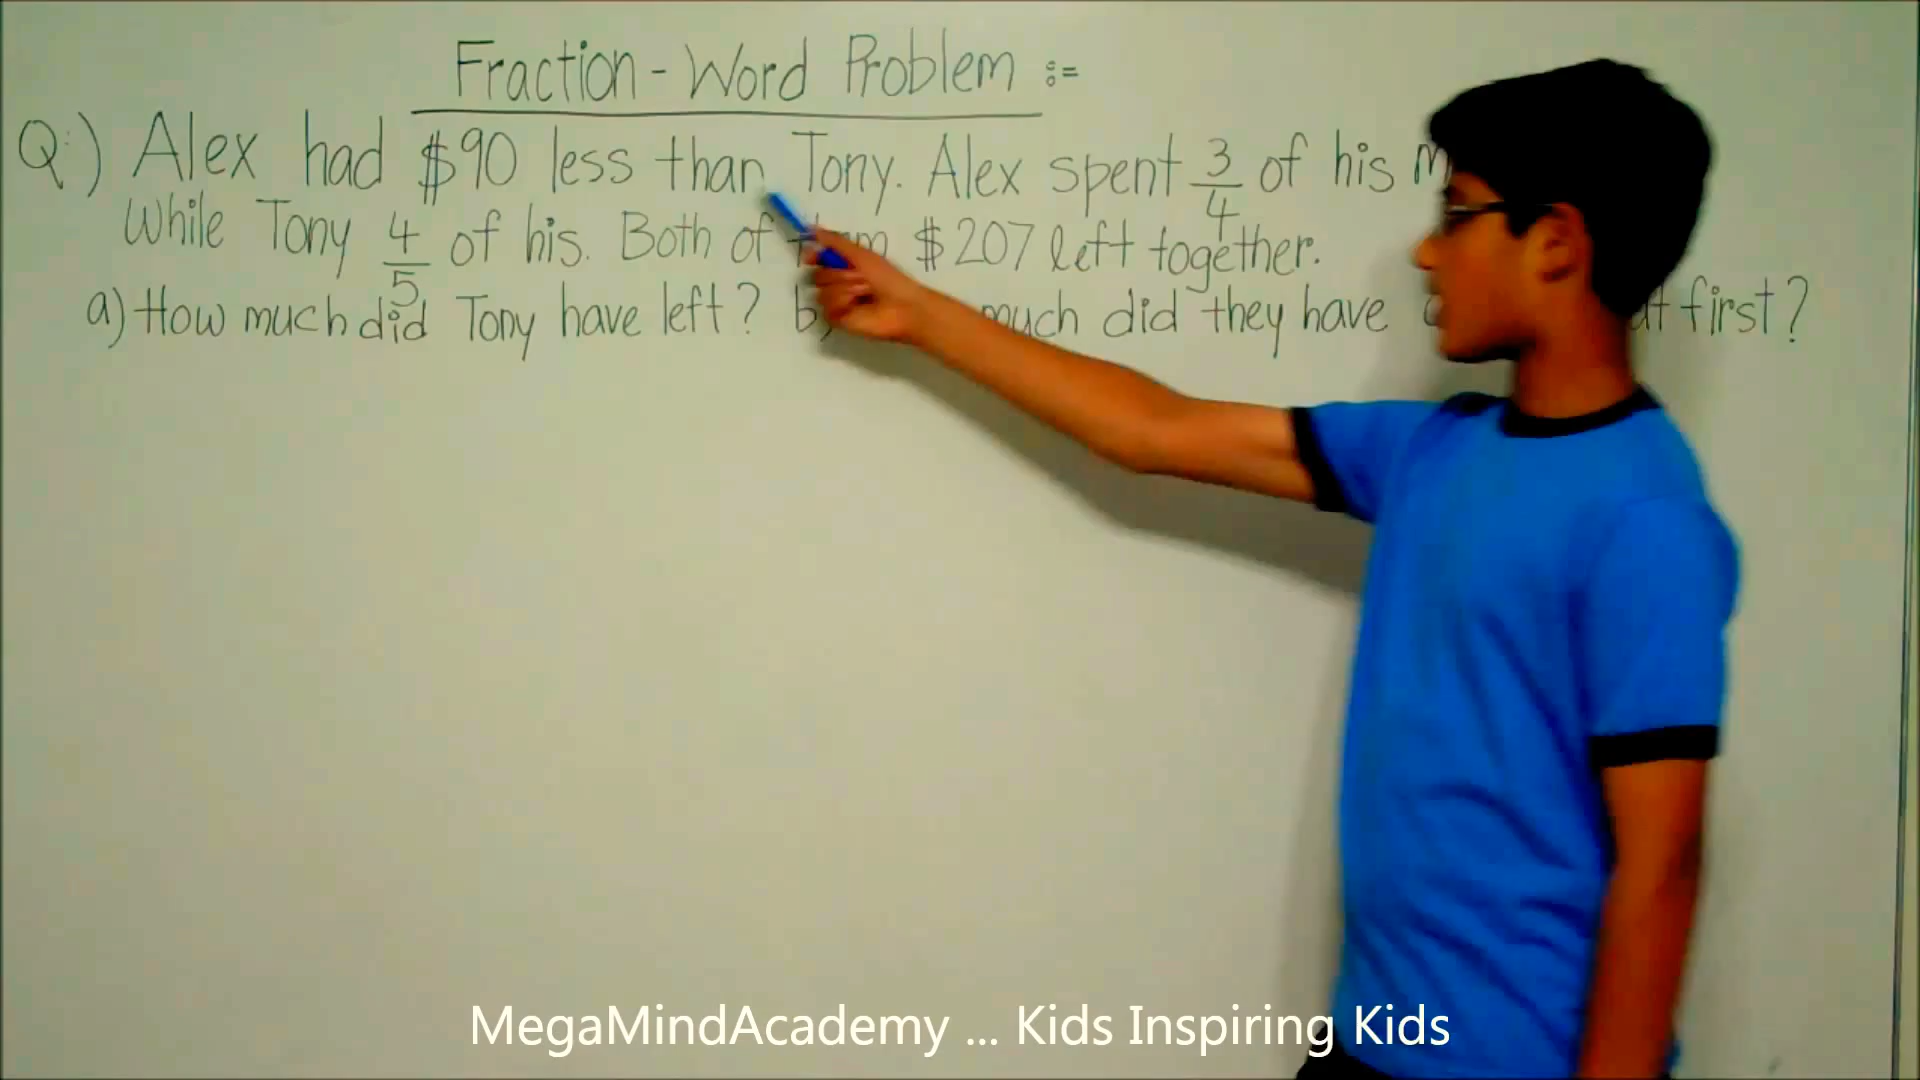 Fraction - Word Problem :=
Q:) Alex had $90 less than Tony. Alex spent 3/4 of his
While Tony 4/5 of his. Both of $207 left together.
a) How much did Tony have left? b) much did they have at first?
MegaMindAcademy ... Kids Inspiring Kids